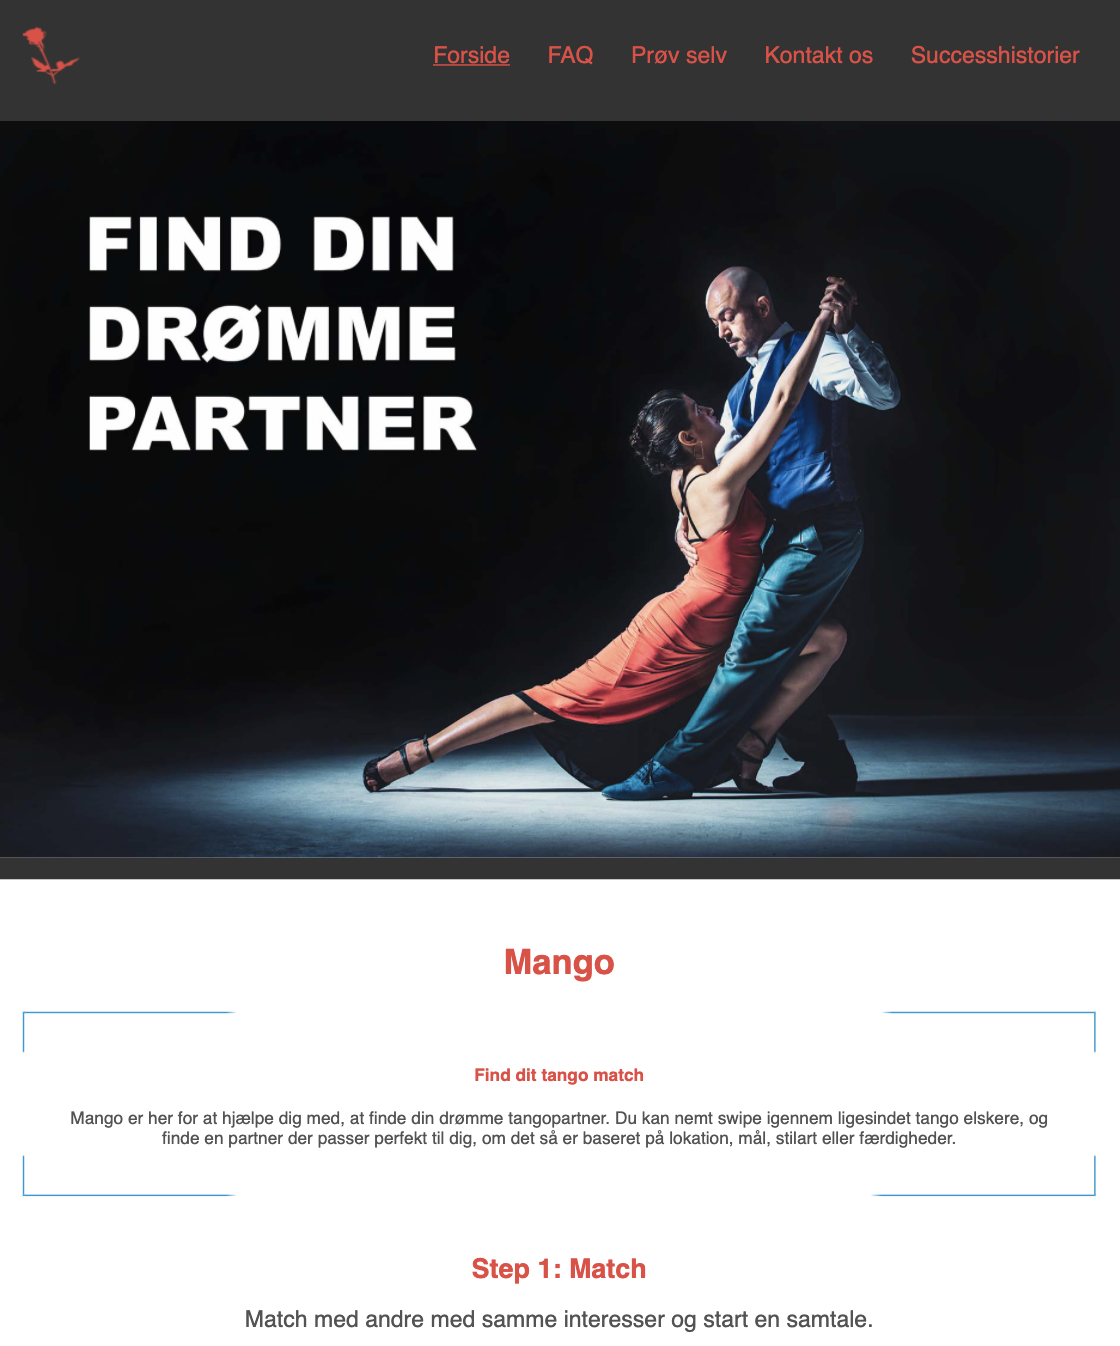 Forside FAQ Prøv selv Kontakt os Successhistorier
FIND DIN
DRØMME
PARTNER
Mango
Find dit tango match
Mango er her for at hjælpe dig med, at finde din drømme tangopartner. Du kan nemt swipe igennem ligesindet tango elskere, og
finde en partner der passer perfekt til dig, om det så er baseret på lokation, mål, stilart eller færdigheder.
Step 1: Match
Match med andre med samme interesser og start en samtale.